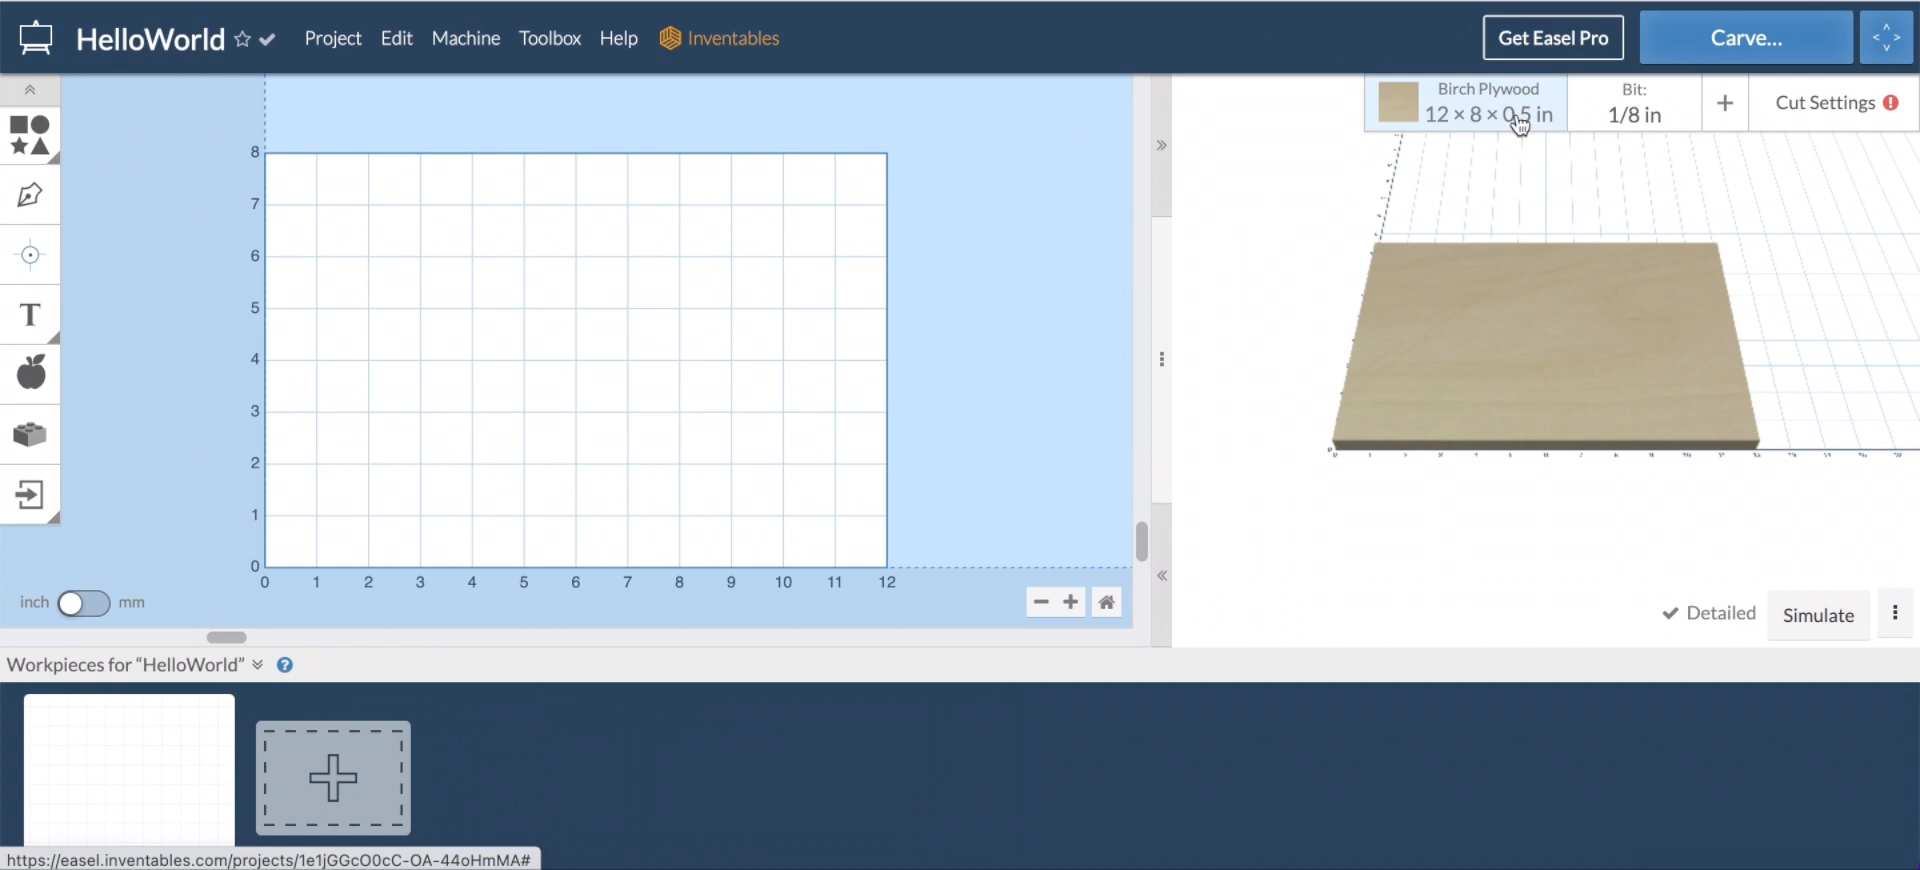 HelloWorld
Project Edit Machine Toolbox Help Inventables
Get Easel Pro
Carve...
Birch Plywood
12 × 8 × 0.5 in
Bit:
1/8 in
+
Cut Settings
8
7
6
5
4
3
2
1
0
0 1 2 3 4 5 6 7 8 9 10 11 12
T
inch mm
Detailed
Simulate
Workpieces for “HelloWorld”
https://easel.inventables.com/projects/1e1jGGcO0cC-OA-44oHmMA#